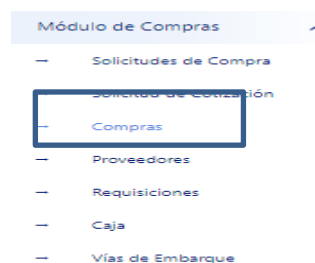 Módulo de Compras
→ Solicitudes de Compra
→ Solicitud de Cotización
→ Compras
→ Proveedores
→ Requisiciones
→ Caja
→ Vías de Embarque